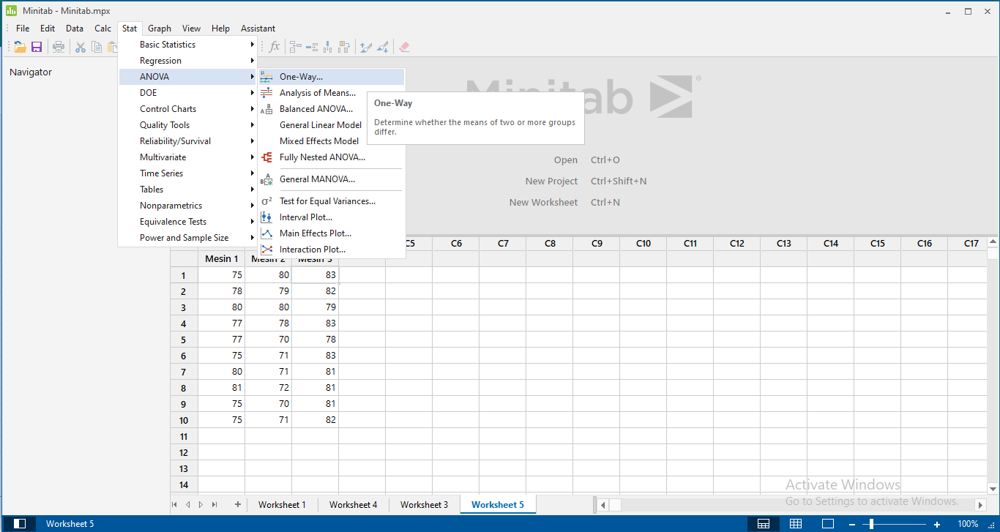 Minitab - Minitab.mpx
File Edit Data Calc Stat Graph View Help Assistant
Navigator
Basic Statistics
Regression
ANOVA
DOE
Control Charts
Quality Tools
Reliability/Survival
Multivariate
Time Series
Tables
Nonparametrics
Equivalence Tests
Power and Sample Size
One-Way...
Analysis of Means...
Balanced ANOVA...
General Linear Model
Mixed Effects Model
Fully Nested ANOVA...
General MANOVA...
σ² Test for Equal Variances...
Interval Plot...
Main Effects Plot...
Interaction Plot...
One-Way
Determine whether the means of two or more groups
differ.
Minitab ®
Open Ctrl+O
New Project Ctrl+Shift+N
New Worksheet Ctrl+N
C5 C6 C7 C8 C9 C10 C11 C12 C13 C14 C15 C16 C17
Mesin 1 Mesin 2 Mesin 3
1 75 80 83
2 78 79 82
3 80 80 79
4 77 78 83
5 77 70 78
6 75 71 83
7 80 71 81
8 81 72 81
9 75 70 81
10 75 71 82
11
12
13
14
Activate Windows
Go to Settings to activate Windows.
Worksheet 1 Worksheet 4 Worksheet 3 Worksheet 5
Worksheet 5 100%